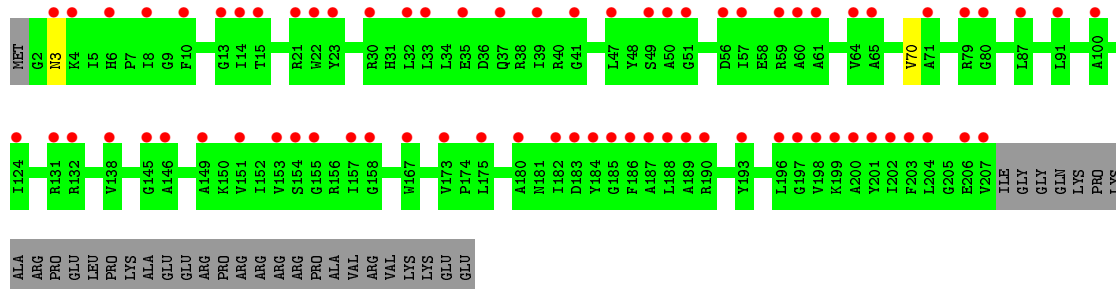 MET G2 N3 K4 I5 H6 P7 I8 G9 F10 G13 I14 T15 R21 W22 Y23 R30 H31 L32 L33 L34 E35 D36 Q37 R38 I39 R40 G41 L47 Y48 S49 A50 G51 D56 I57 E58 R59 A60 A61 V64 A65 V70 A71 R79 G80 L87 L91 A100
I124 R131 R132 V138 G145 A146 A149 K150 V151 I152 V153 S154 G155 R156 I157 G158 W167 V173 P174 L175 A180 N181 I182 D183 Y184 G185 F186 A187 L188 A189 R190 Y193 L196 G197 V198 K199 A200 Y201 I202 F203 L204 G205 E206 V207 ILE GLY GLY GLN LYS PRO LYS
ALA ARG PRO GLU LEU PRO LYS ALA GLU GLU ARG PRO ARG ARG ARG ARG PRO ALA VAL ARG VAL LYS LYS GLU GLU